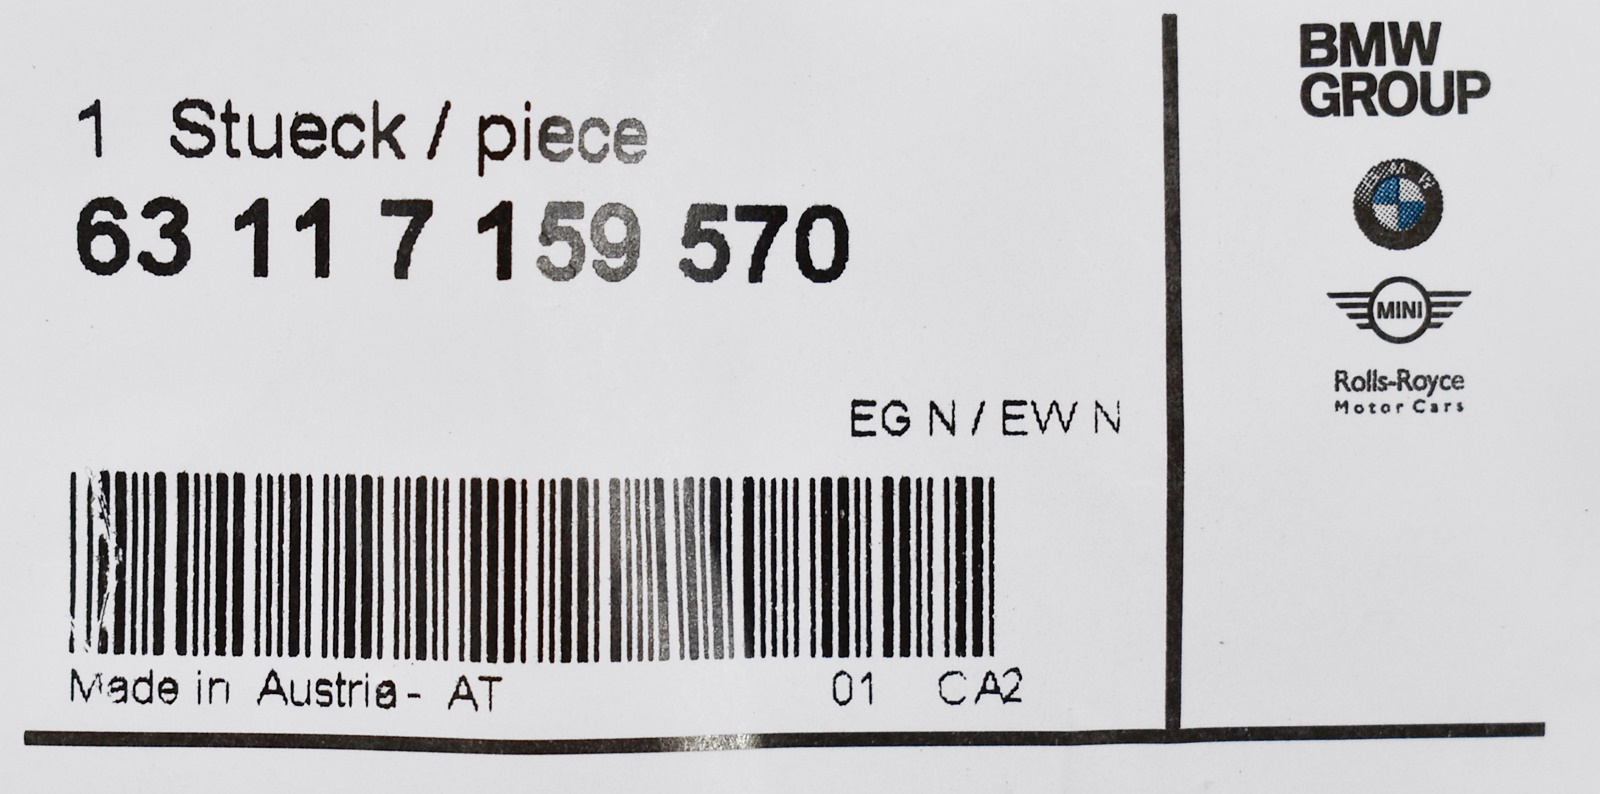 1 Stueck / piece
63 11 7 159 570
EG N / EW N
Made in Austria - AT 01 CA2
BMW
GROUP
BMW
MINI
Rolls-Royce
Motor Cars